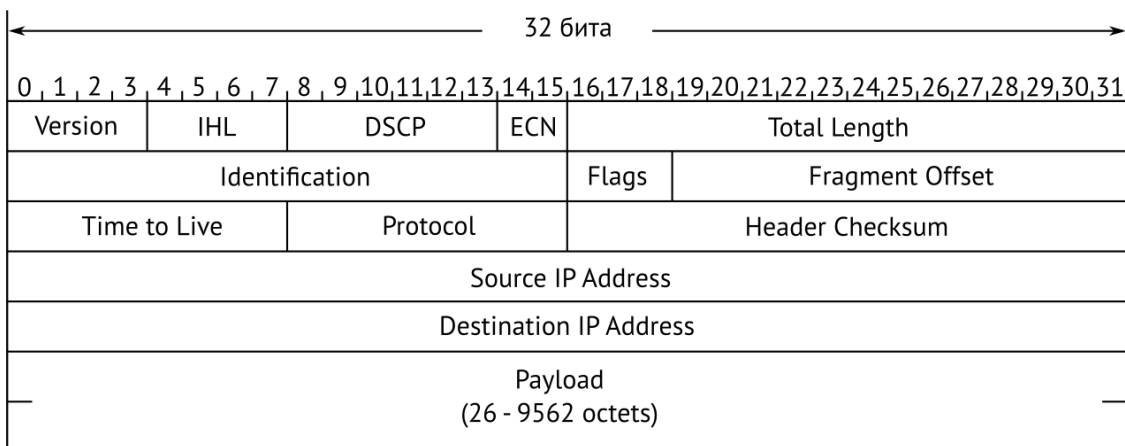 32 бита
0 1 2 3 4 5 6 7 8 9 10 11 12 13 14 15 16 17 18 19 20 21 22 23 24 25 26 27 28 29 30 31
Version IHL DSCP ECN Total Length
Identification Flags Fragment Offset
Time to Live Protocol Header Checksum
Source IP Address
Destination IP Address
Payload
(26 - 9562 octets)